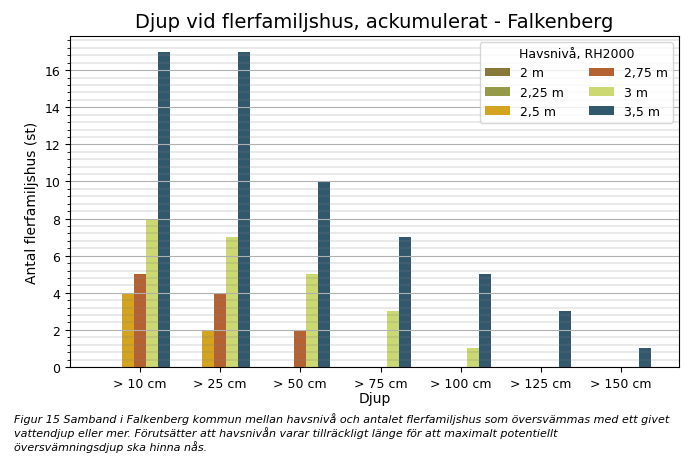 Djup vid flerfamiljshus, ackumulerat - Falkenberg
Havsnivå, RH2000
2 m
2,25 m
2,5 m
2,75 m
3 m
3,5 m
Antal flerfamiljshus (st)
16
14
12
10
8
6
4
2
0
> 10 cm
> 25 cm
> 50 cm
> 75 cm
> 100 cm
> 125 cm
> 150 cm
Djup
Figur 15 Samband i Falkenberg kommun mellan havsnivå och antalet flerfamiljshus som översvämmas med ett givet
vattendjup eller mer. Förutsätter att havsnivån varar tillräckligt länge för att maximalt potentiellt
översvämningsdjup ska hinna nås.